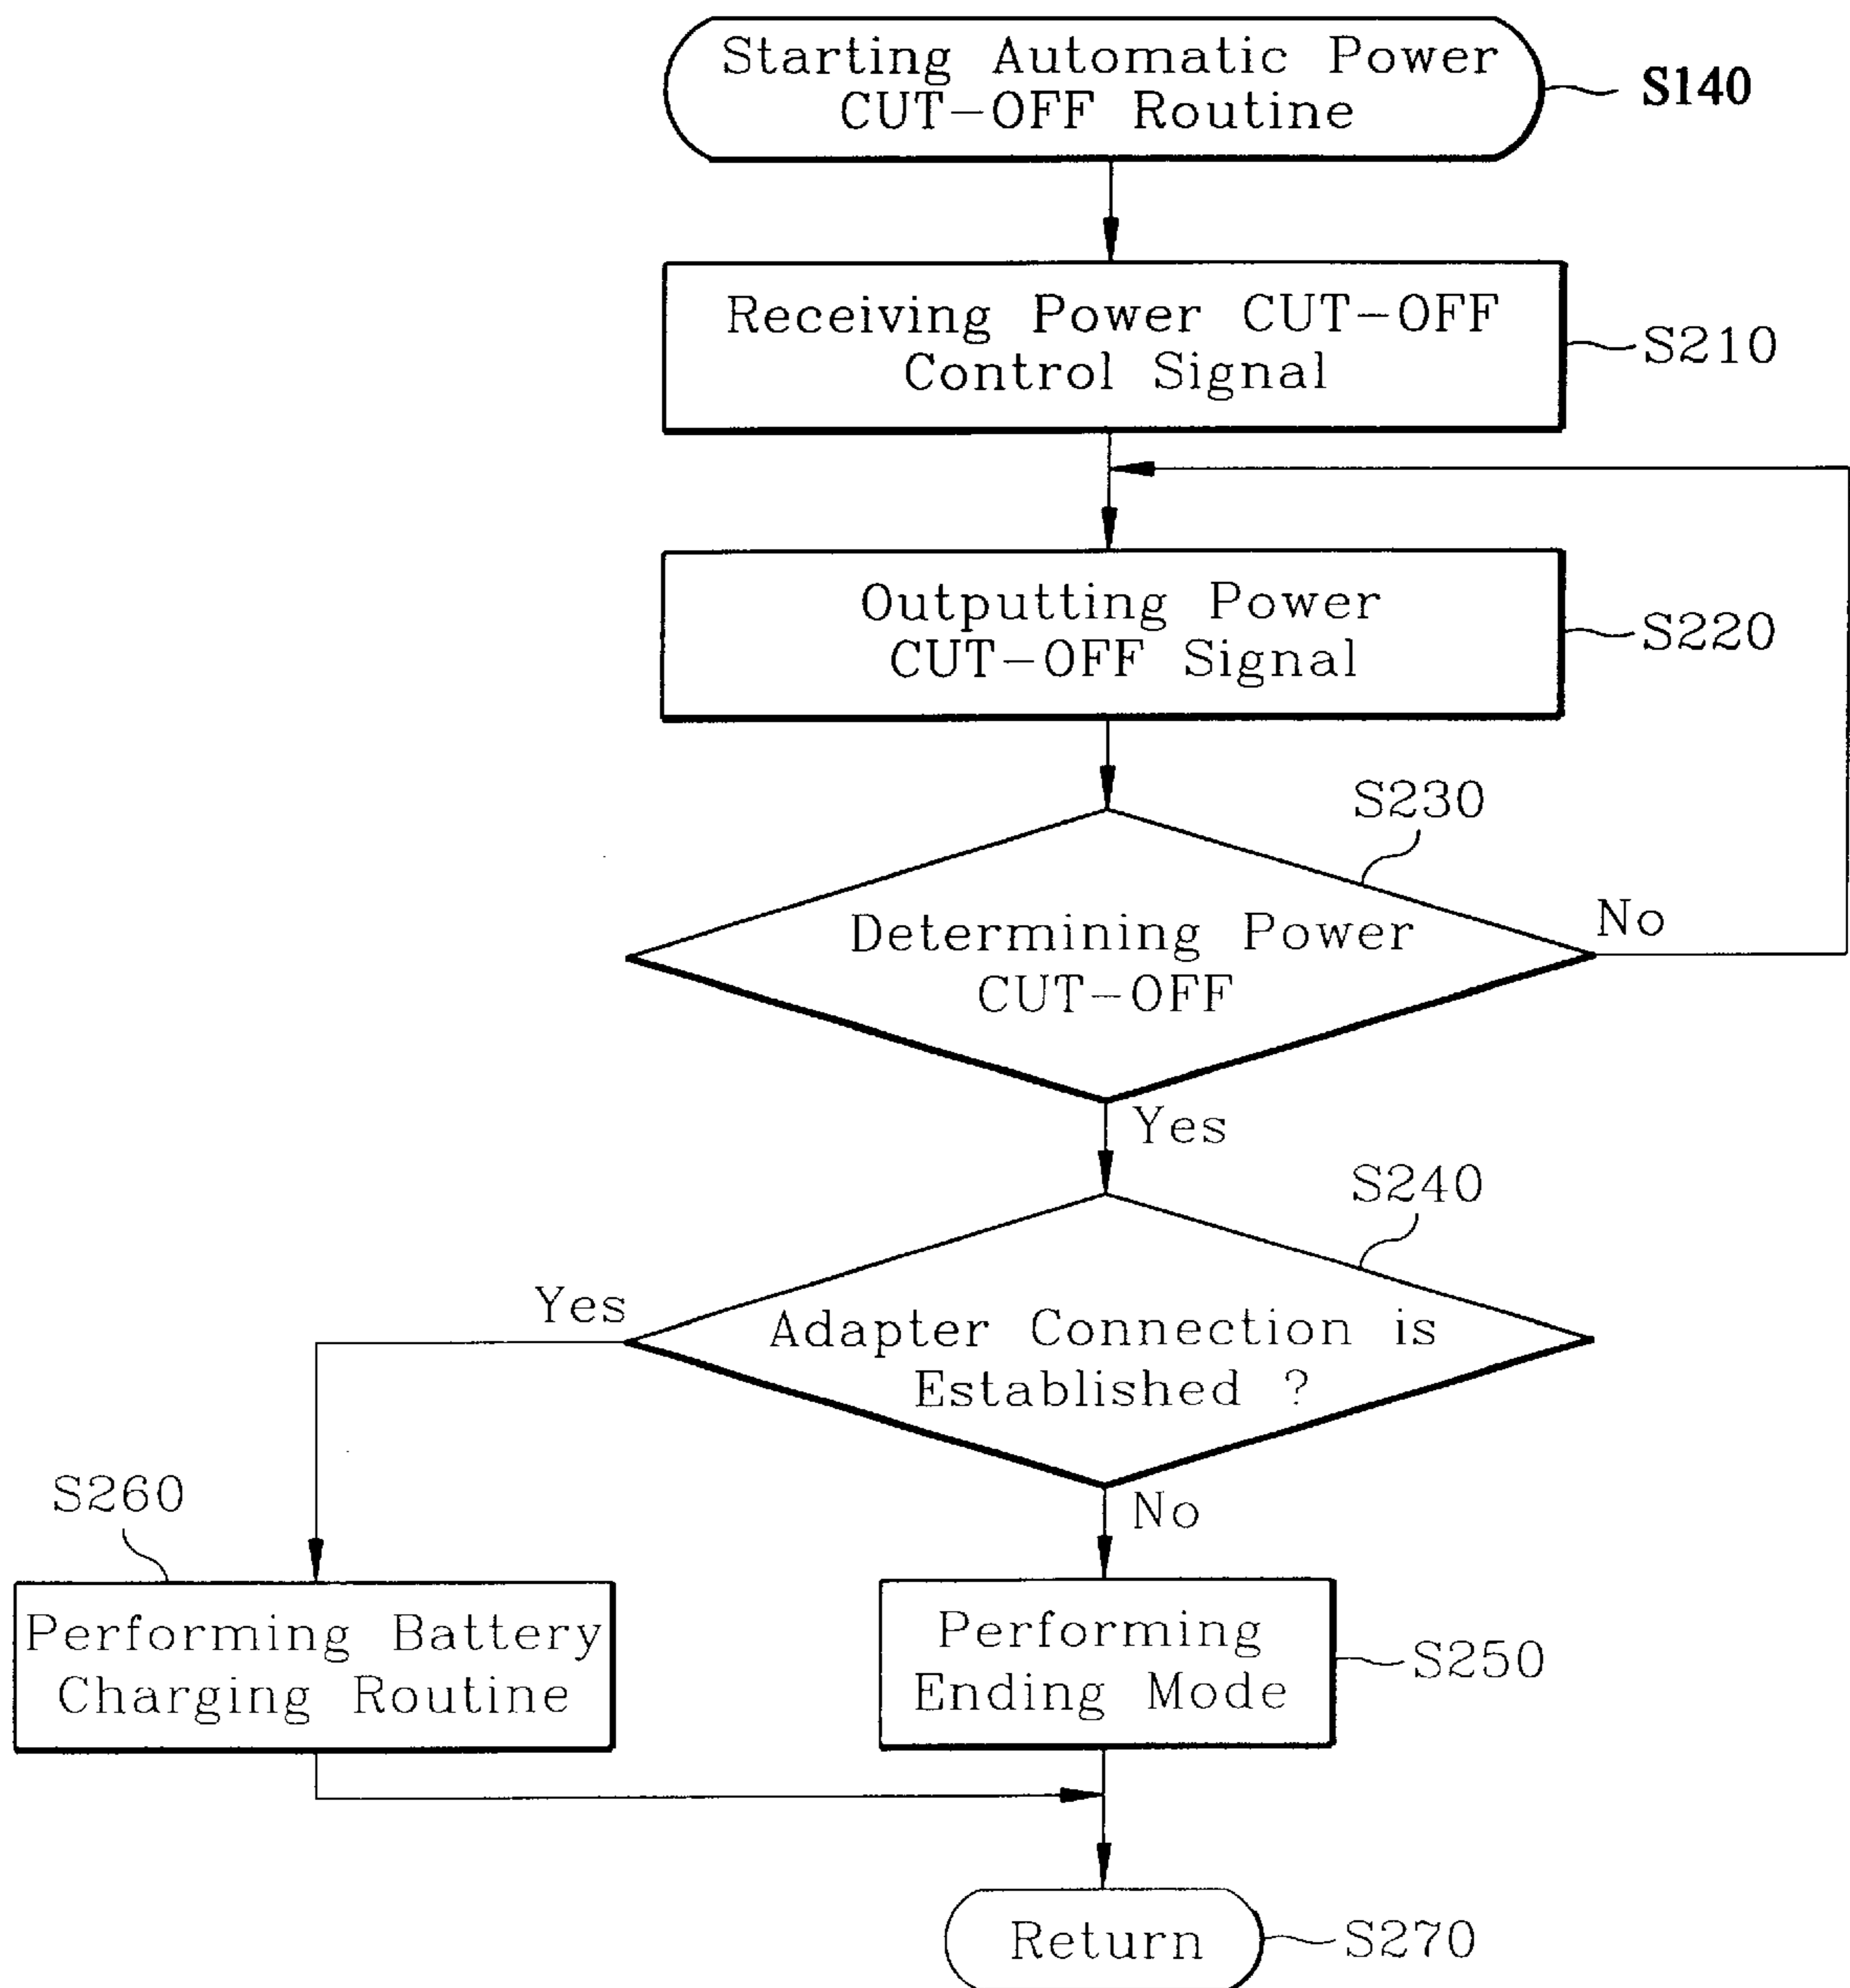 Starting Automatic Power
CUT-OFF Routine
S140
Receiving Power CUT-OFF
Control Signal
S210
Outputting Power
CUT-OFF Signal
S220
S230
Determining Power
CUT-OFF
No
Yes
S240
Adapter Connection is
Established ?
Yes
No
S260
Performing Battery
Charging Routine
Performing
Ending Mode
S250
Return
S270